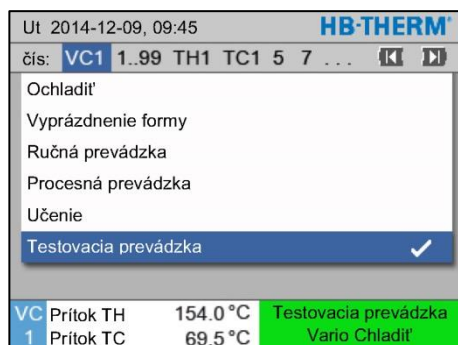 Ut 2014-12-09, 09:45 HB-THERM®
čís: VC1 1..99 TH1 TC1 5 7 ...
Ochladiť
Vyprázdnenie formy
Ručná prevádzka
Procesná prevádzka
Učenie
Testovacia prevádzka
VC Prítok TH 154.0 °C Testovacia prevádzka
1 Prítok TC 69.5 °C Vario Chladiť